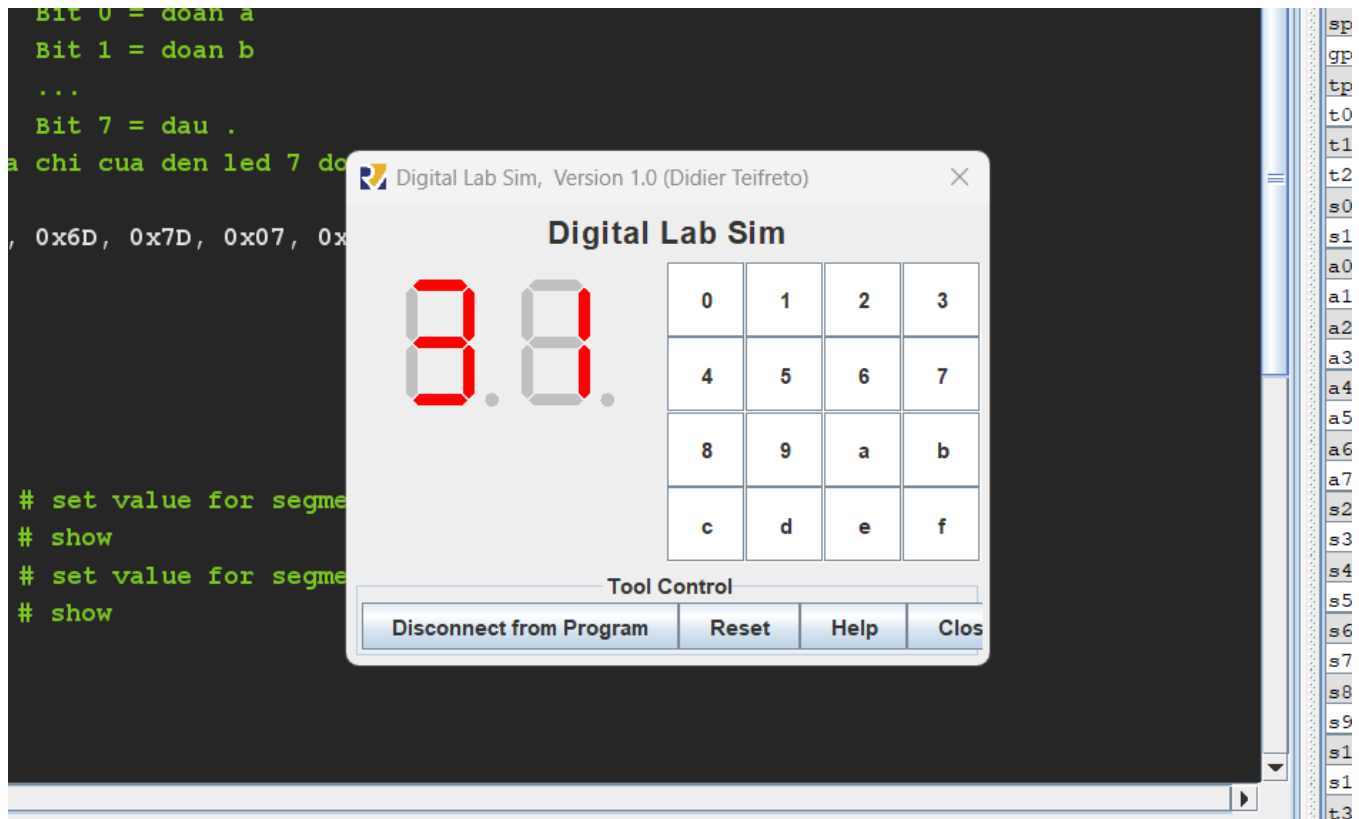 Bit 0 = doan a
Bit 1 = doan b
...
Bit 7 = dau .
a chi cua den led 7 do
, 0x6D, 0x7D, 0x07, 0x
# set value for segme
# show
# set value for segme
# show
Digital Lab Sim, Version 1.0 (Didier Teifreto)
Digital Lab Sim
31
0 1 2 3
4 5 6 7
8 9 a b
c d e f
Tool Control
Disconnect from Program Reset Help Clos
sp
gp
tp
t0
t1
t2
s0
s1
a0
a1
a2
a3
a4
a5
a6
a7
s2
s3
s4
s5
s6
s7
s8
s9
s1
s1
t3